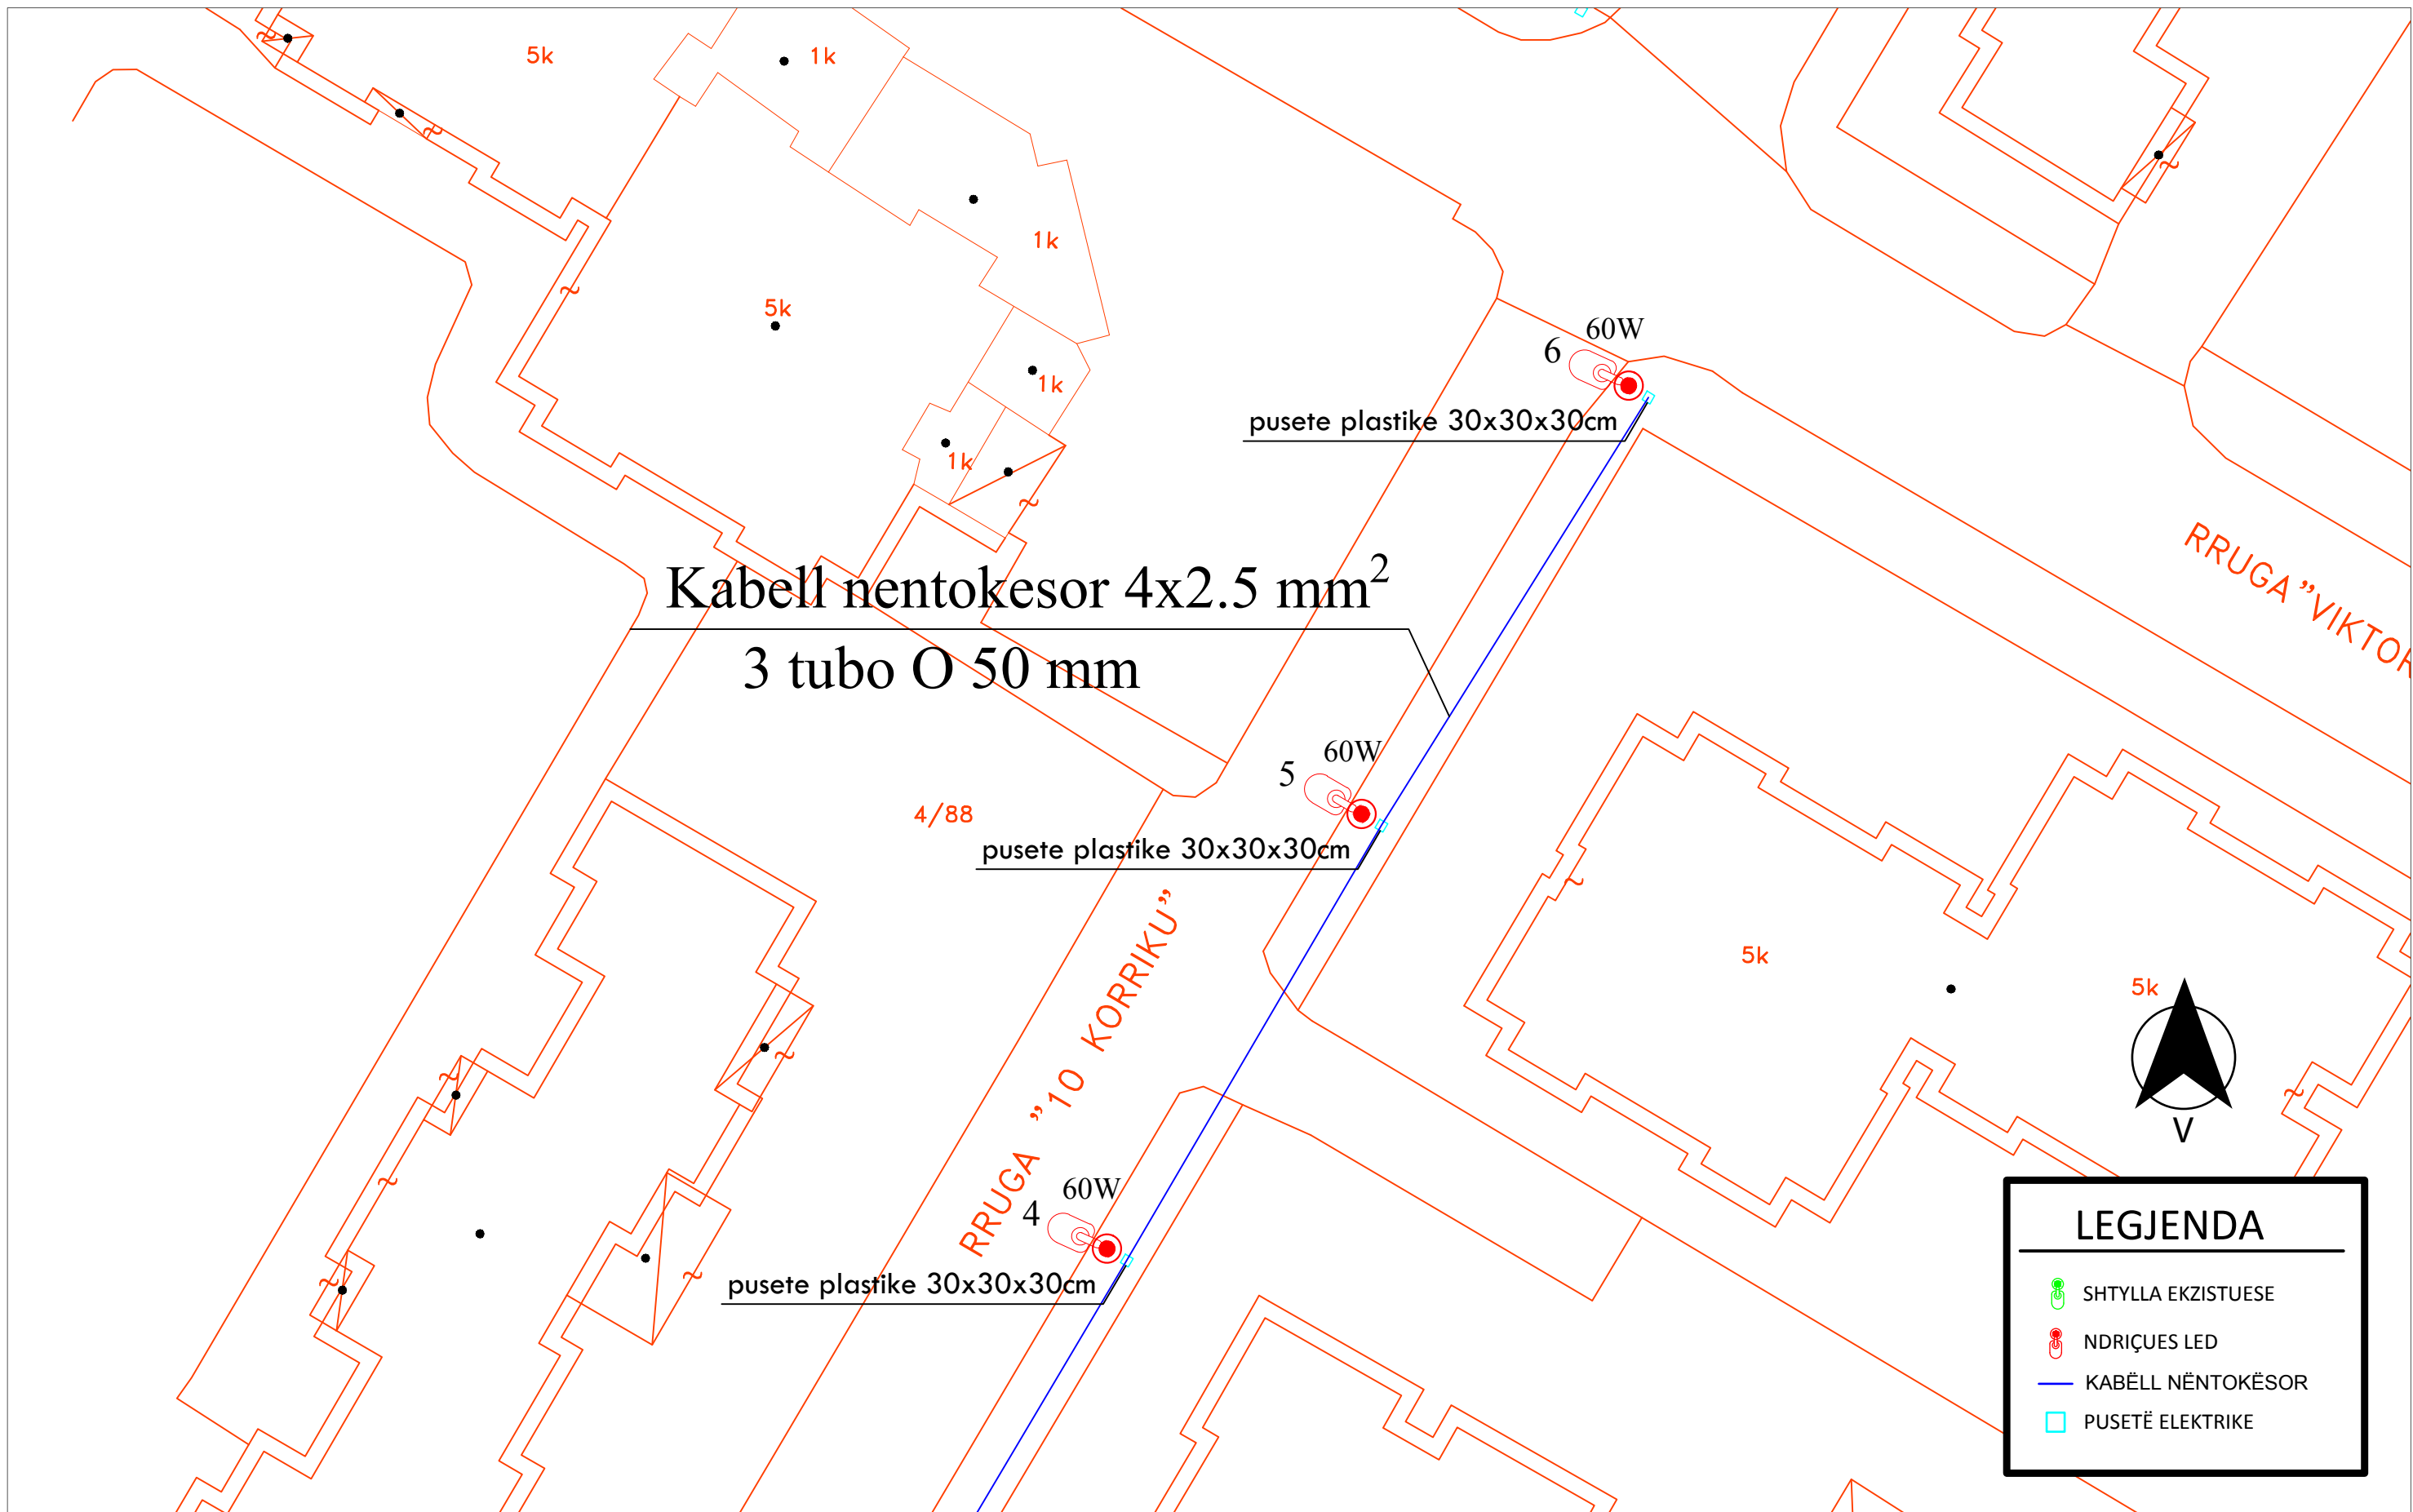 5k
1k
1k
5k
1k
1k
60W
6
pusete plastike 30x30x30cm
RRUGA "VIKTOR
Kabell nentokesor 4x2.5 mm²
3 tubo O 50 mm
60W
5
4/88
pusete plastike 30x30x30cm
RRUGA "10 KORRIKU"
5k
5k
V
60W
4
pusete plastike 30x30x30cm
LEGJENDA
SHTYLLA EKZISTUESE
NDRIÇUES LED
KABËLL NËNTOKËSOR
PUSETË ELEKTRIKE